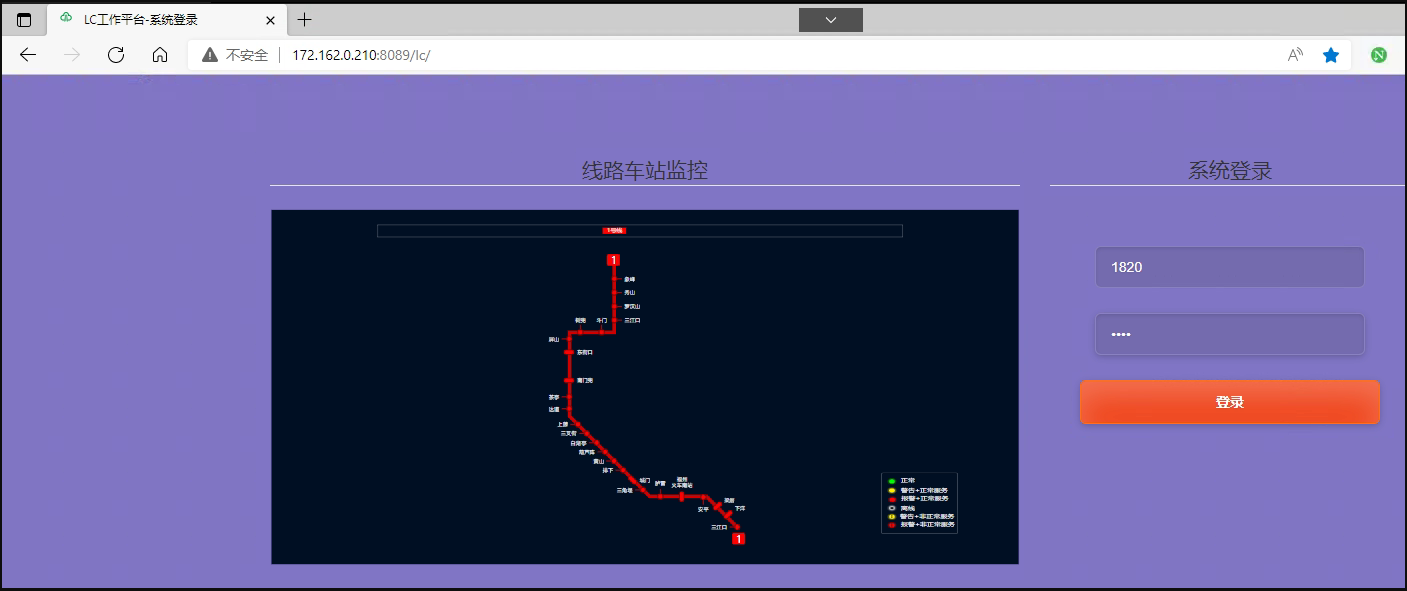 LC工作平台-系统登录
不安全
172.162.0.210:8089/lc/
线路车站监控
系统登录
1号线
1
象峰
秀山
罗汉山
三江口
斗门
树兜
屏山
东街口
南门兜
茶亭
达道
上藤
三叉街
白湖亭
葫芦阵
黄山
排下
城门
三角埕
胪雷
福州
火车南站
安平
梁厝
下洋
三江口
1
1820
••••
登录
正常
警告+正常服务
报警+正常服务
离线
警告+非正常服务
报警+非正常服务